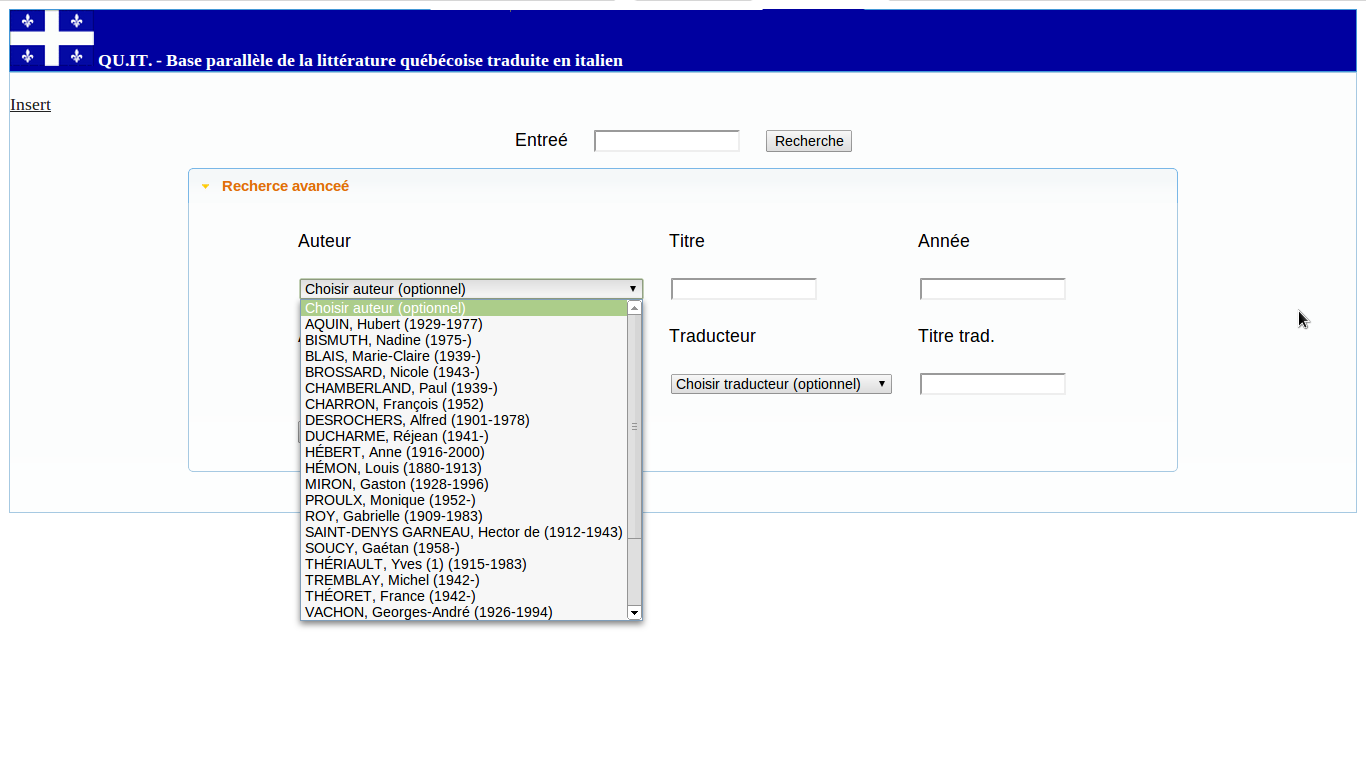 QU.IT. - Base parallèle de la littérature québécoise traduite en italien
Insert
Entreé
Recherche
Recherce avanceé
Auteur
Titre
Année
Choisir auteur (optionnel)
Choisir auteur (optionnel)
AQUIN, Hubert (1929-1977)
BISMUTH, Nadine (1975-)
BLAIS, Marie-Claire (1939-)
BROSSARD, Nicole (1943-)
CHAMBERLAND, Paul (1939-)
CHARRON, François (1952)
DESROCHERS, Alfred (1901-1978)
DUCHARME, Réjean (1941-)
HÉBERT, Anne (1916-2000)
HÉMON, Louis (1880-1913)
MIRON, Gaston (1928-1996)
PROULX, Monique (1952-)
ROY, Gabrielle (1909-1983)
SAINT-DENYS GARNEAU, Hector de (1912-1943)
SOUCY, Gaétan (1958-)
THÉRIAULT, Yves (1) (1915-1983)
TREMBLAY, Michel (1942-)
THÉORET, France (1942-)
VACHON, Georges-André (1926-1994)
Traducteur
Titre trad.
Choisir traducteur (optionnel)